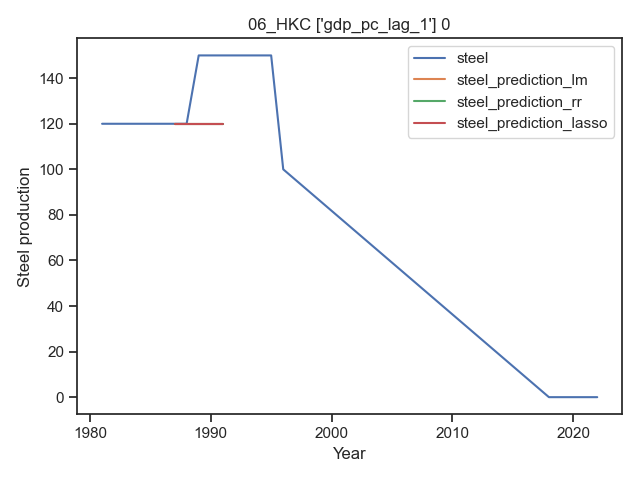 06_HKC ['gdp_pc_lag_1'] 0
steel
steel_prediction_lm
steel_prediction_rr
steel_prediction_lasso
Steel production
140
120
100
80
60
40
20
0
1980 1990 2000 2010 2020
Year